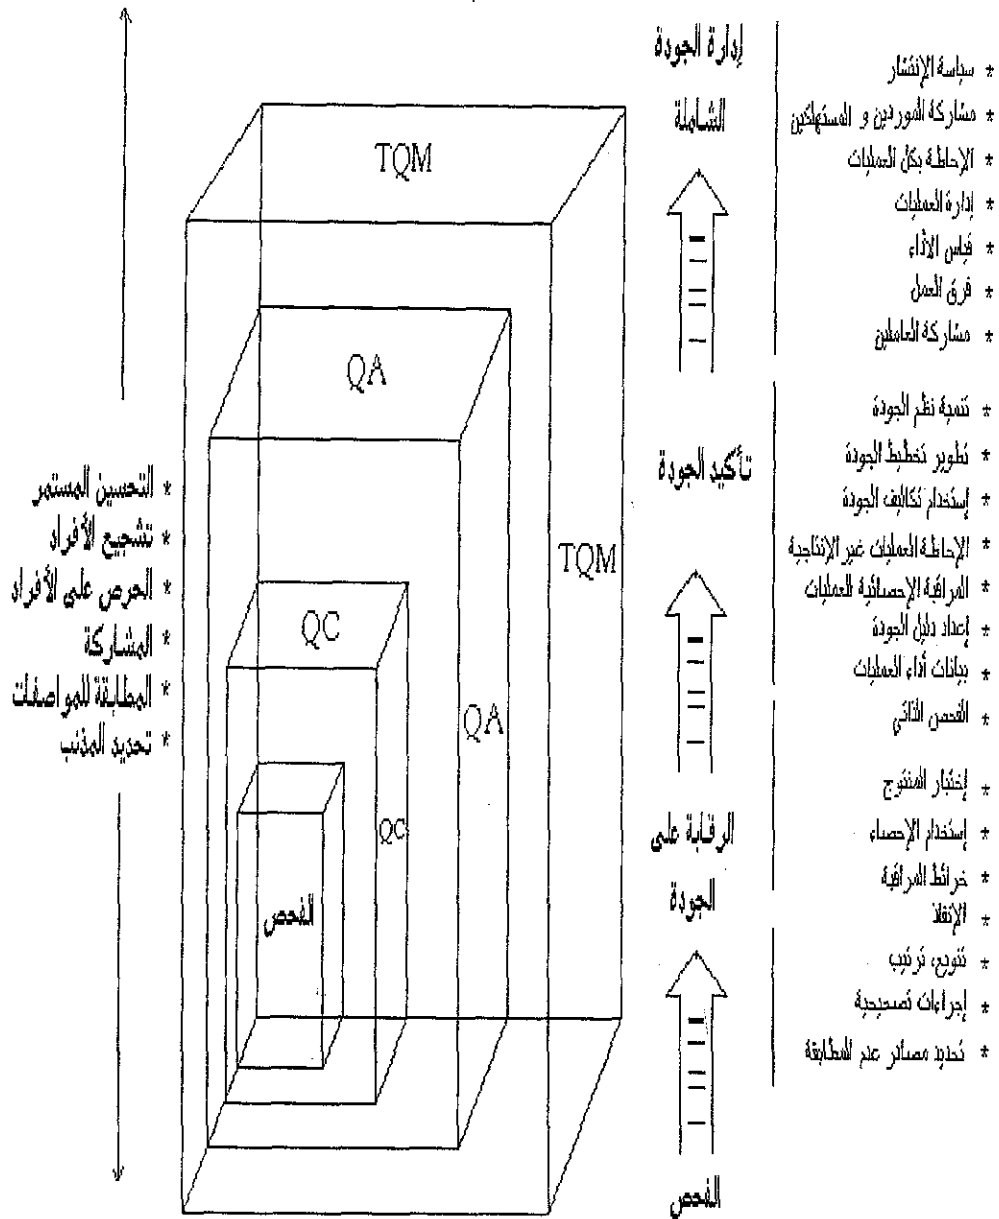 إدارة الجودة
الشاملة
* سياسة الإنتشار
* مشاركة الموردين و المستهلكين
* الإحاطة بكل العمليات
* إدارة العمليات
* قياس الأداء
* فرق العمل
* مشاركة العاملين
تأكيد الجودة
* تنمية نظم الجودة
* تطوير تخطيط الجودة
* إستخدام تكاليف الجودة
* الإحاطة العمليات غير الإنتاجية
* المراقبة الإحصائية للعمليات
* إعداد دليل الجودة
* بيانات أداء العمليات
* الفحص الذاتي
الرقابة على
الجودة
* إختبار المنتوج
* إستخدام الإحصاء
* خرائط المراقبة
* الإنقاذ
* تنويع، ترتيب
* إجراءات تصحيحية
* تحديد مصادر عدم المطابقة
الفحص
TQM
QA
TQM
QC
QA
QC
الفحص
* التحسين المستمر
* تشجيع الأفراد
* الحرص على الأفراد
* المشاركة
* المطابقة للمواصفات
* تحديد المذنب